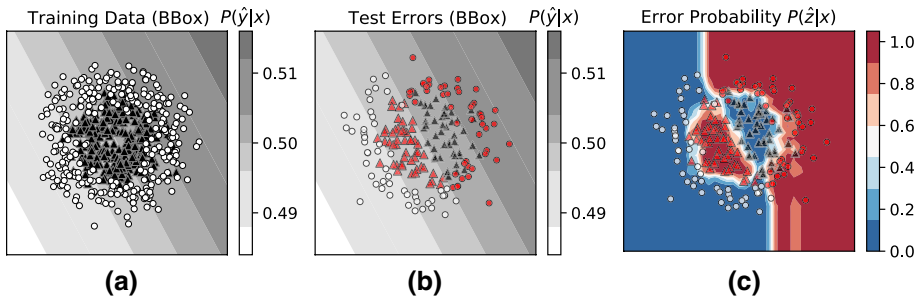 Training Data (BBox) P(ŷ|x)
0.51
0.50
0.49
(a)
Test Errors (BBox) P(ŷ|x)
0.51
0.50
0.49
(b)
Error Probability P(ẑ|x)
1.0
0.8
0.6
0.4
0.2
0.0
(c)